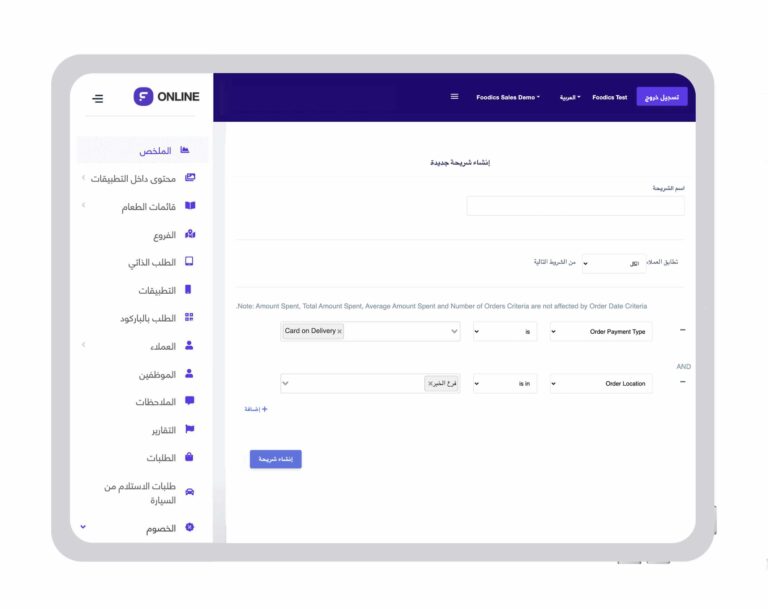 ONLINE
Foodics Sales Demo
العربية
Foodics Test
تسجيل خروج
الملخص
محتوى داخل التطبيقات
قائمات الطعام
الفروع
الطلب الذاتي
التطبيقات
الطلب بالباركود
العملاء
الموظفين
الملاحظات
التقارير
الطلبات
طلبات الاستلام من
السيارة
الخصوم
إنشاء شريحة جديدة
اسم الشريحة
تطابق العملاء الكل من الشروط التالية
.Note: Amount Spent, Total Amount Spent, Average Amount Spent and Number of Orders Criteria are not affected by Order Date Criteria
Card on Delivery × is Order Payment Type −
AND
فرع الخبر × is in Order Location −
+ إضافة
إنشاء شريحة